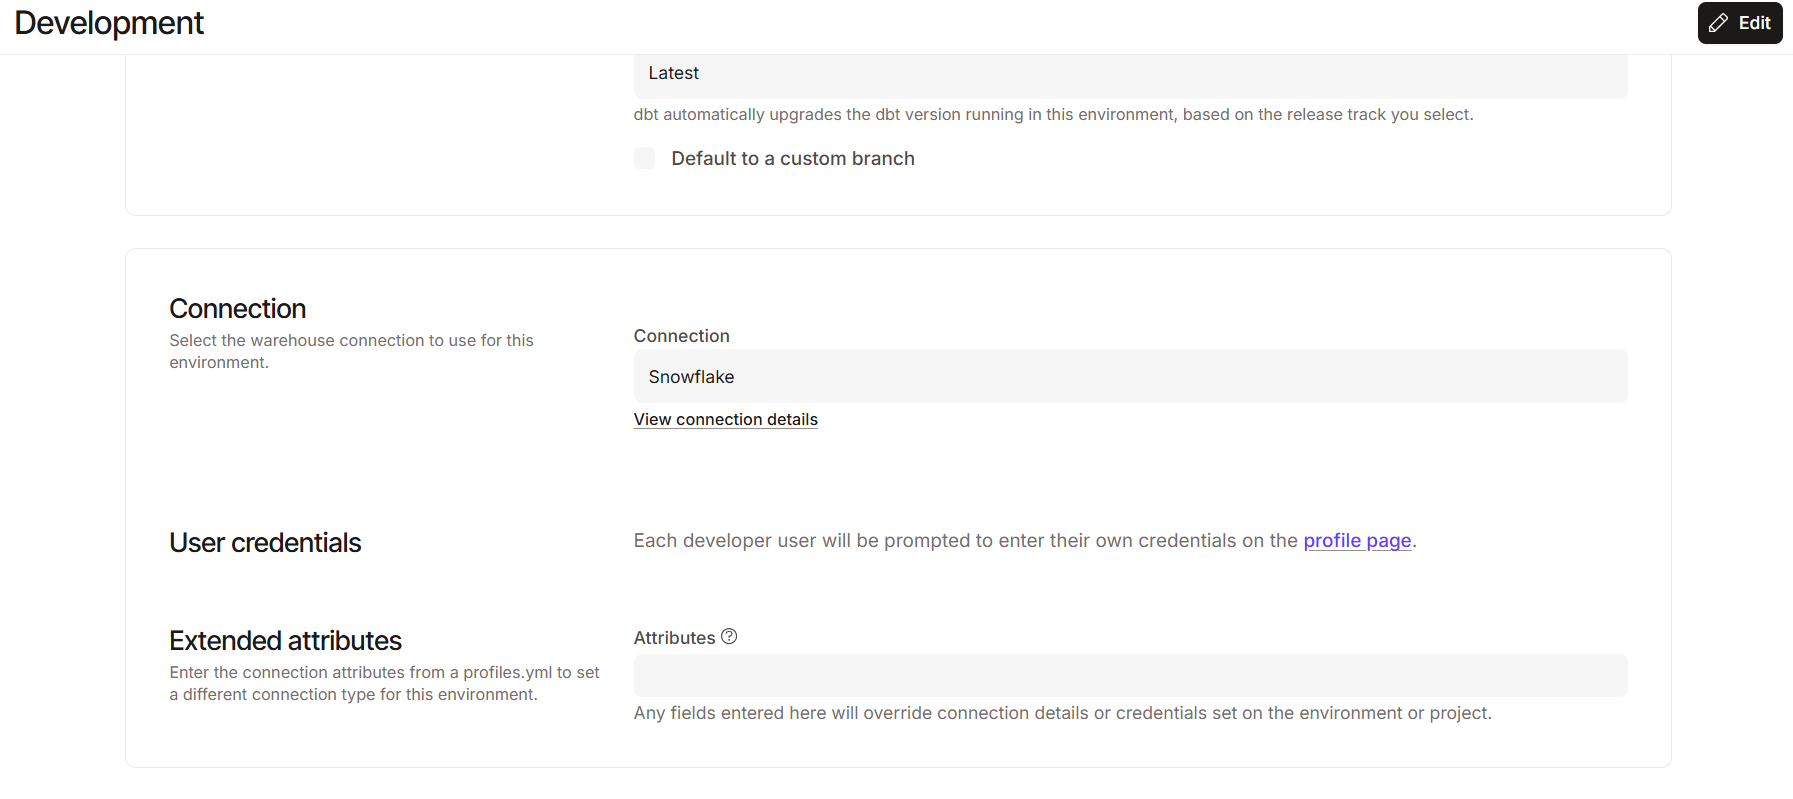 Development
Edit
Latest
dbt automatically upgrades the dbt version running in this environment, based on the release track you select.
Default to a custom branch
Connection
Select the warehouse connection to use for this
environment.
Connection
Snowflake
View connection details
User credentials
Each developer user will be prompted to enter their own credentials on the profile page.
Extended attributes
Enter the connection attributes from a profiles.yml to set
a different connection type for this environment.
Attributes
Any fields entered here will override connection details or credentials set on the environment or project.